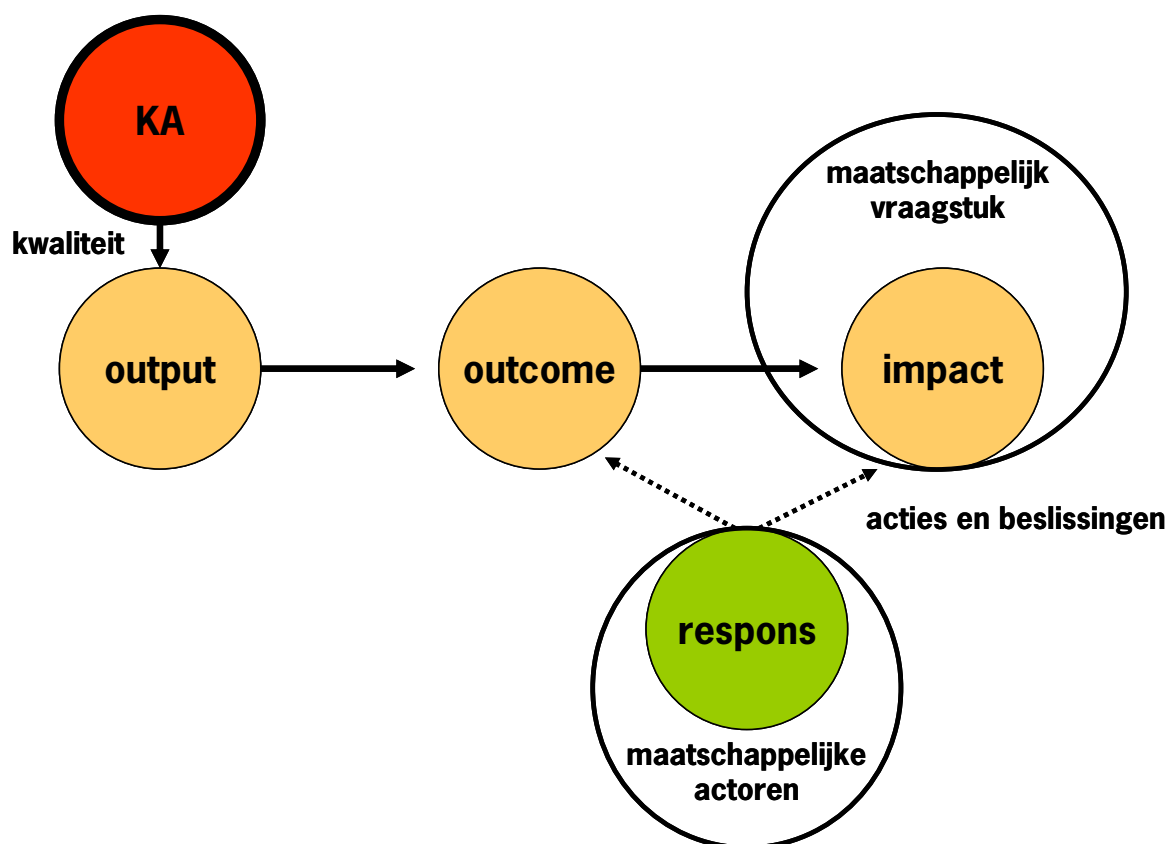 KA
maatschappelijk
vraagstuk
kwaliteit
output
outcome
impact
acties en beslissingen
respons
maatschappelijke
actoren